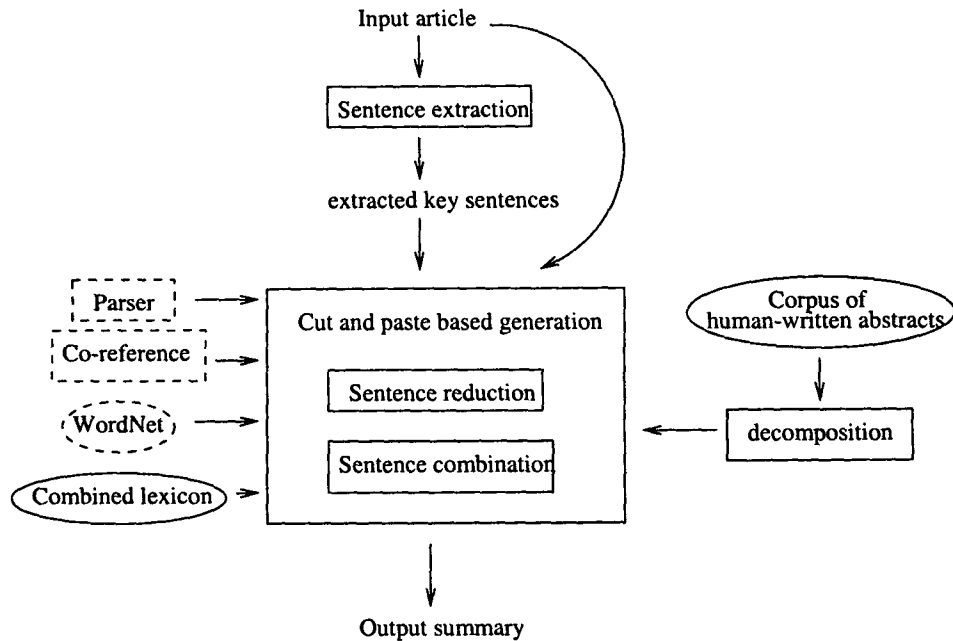 Input article
Sentence extraction
extracted key sentences
Parser
Co-reference
WordNet
Combined lexicon
Cut and paste based generation
Sentence reduction
Sentence combination
Corpus of
human-written abstracts
decomposition
Output summary